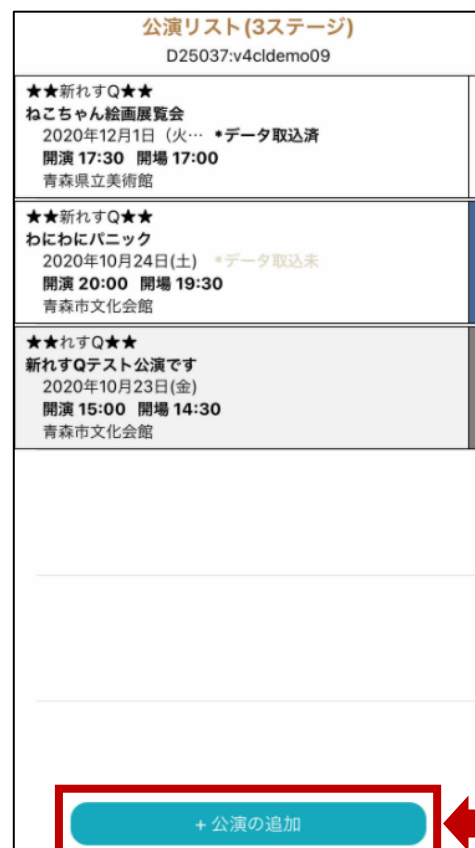 公演リスト(3ステージ)
D25037:v4cldemo09
★★新れすQ★★
ねこちゃん絵画展覧会
2020年12月1日（火… *データ取込済
開演 17:30 開場 17:00
青森県立美術館
★★新れすQ★★
わにわにパニック
2020年10月24日(土) *データ取込未
開演 20:00 開場 19:30
青森市文化会館
★★れすQ★★
新れすQテスト公演です
2020年10月23日(金)
開演 15:00 開場 14:30
青森市文化会館
+ 公演の追加